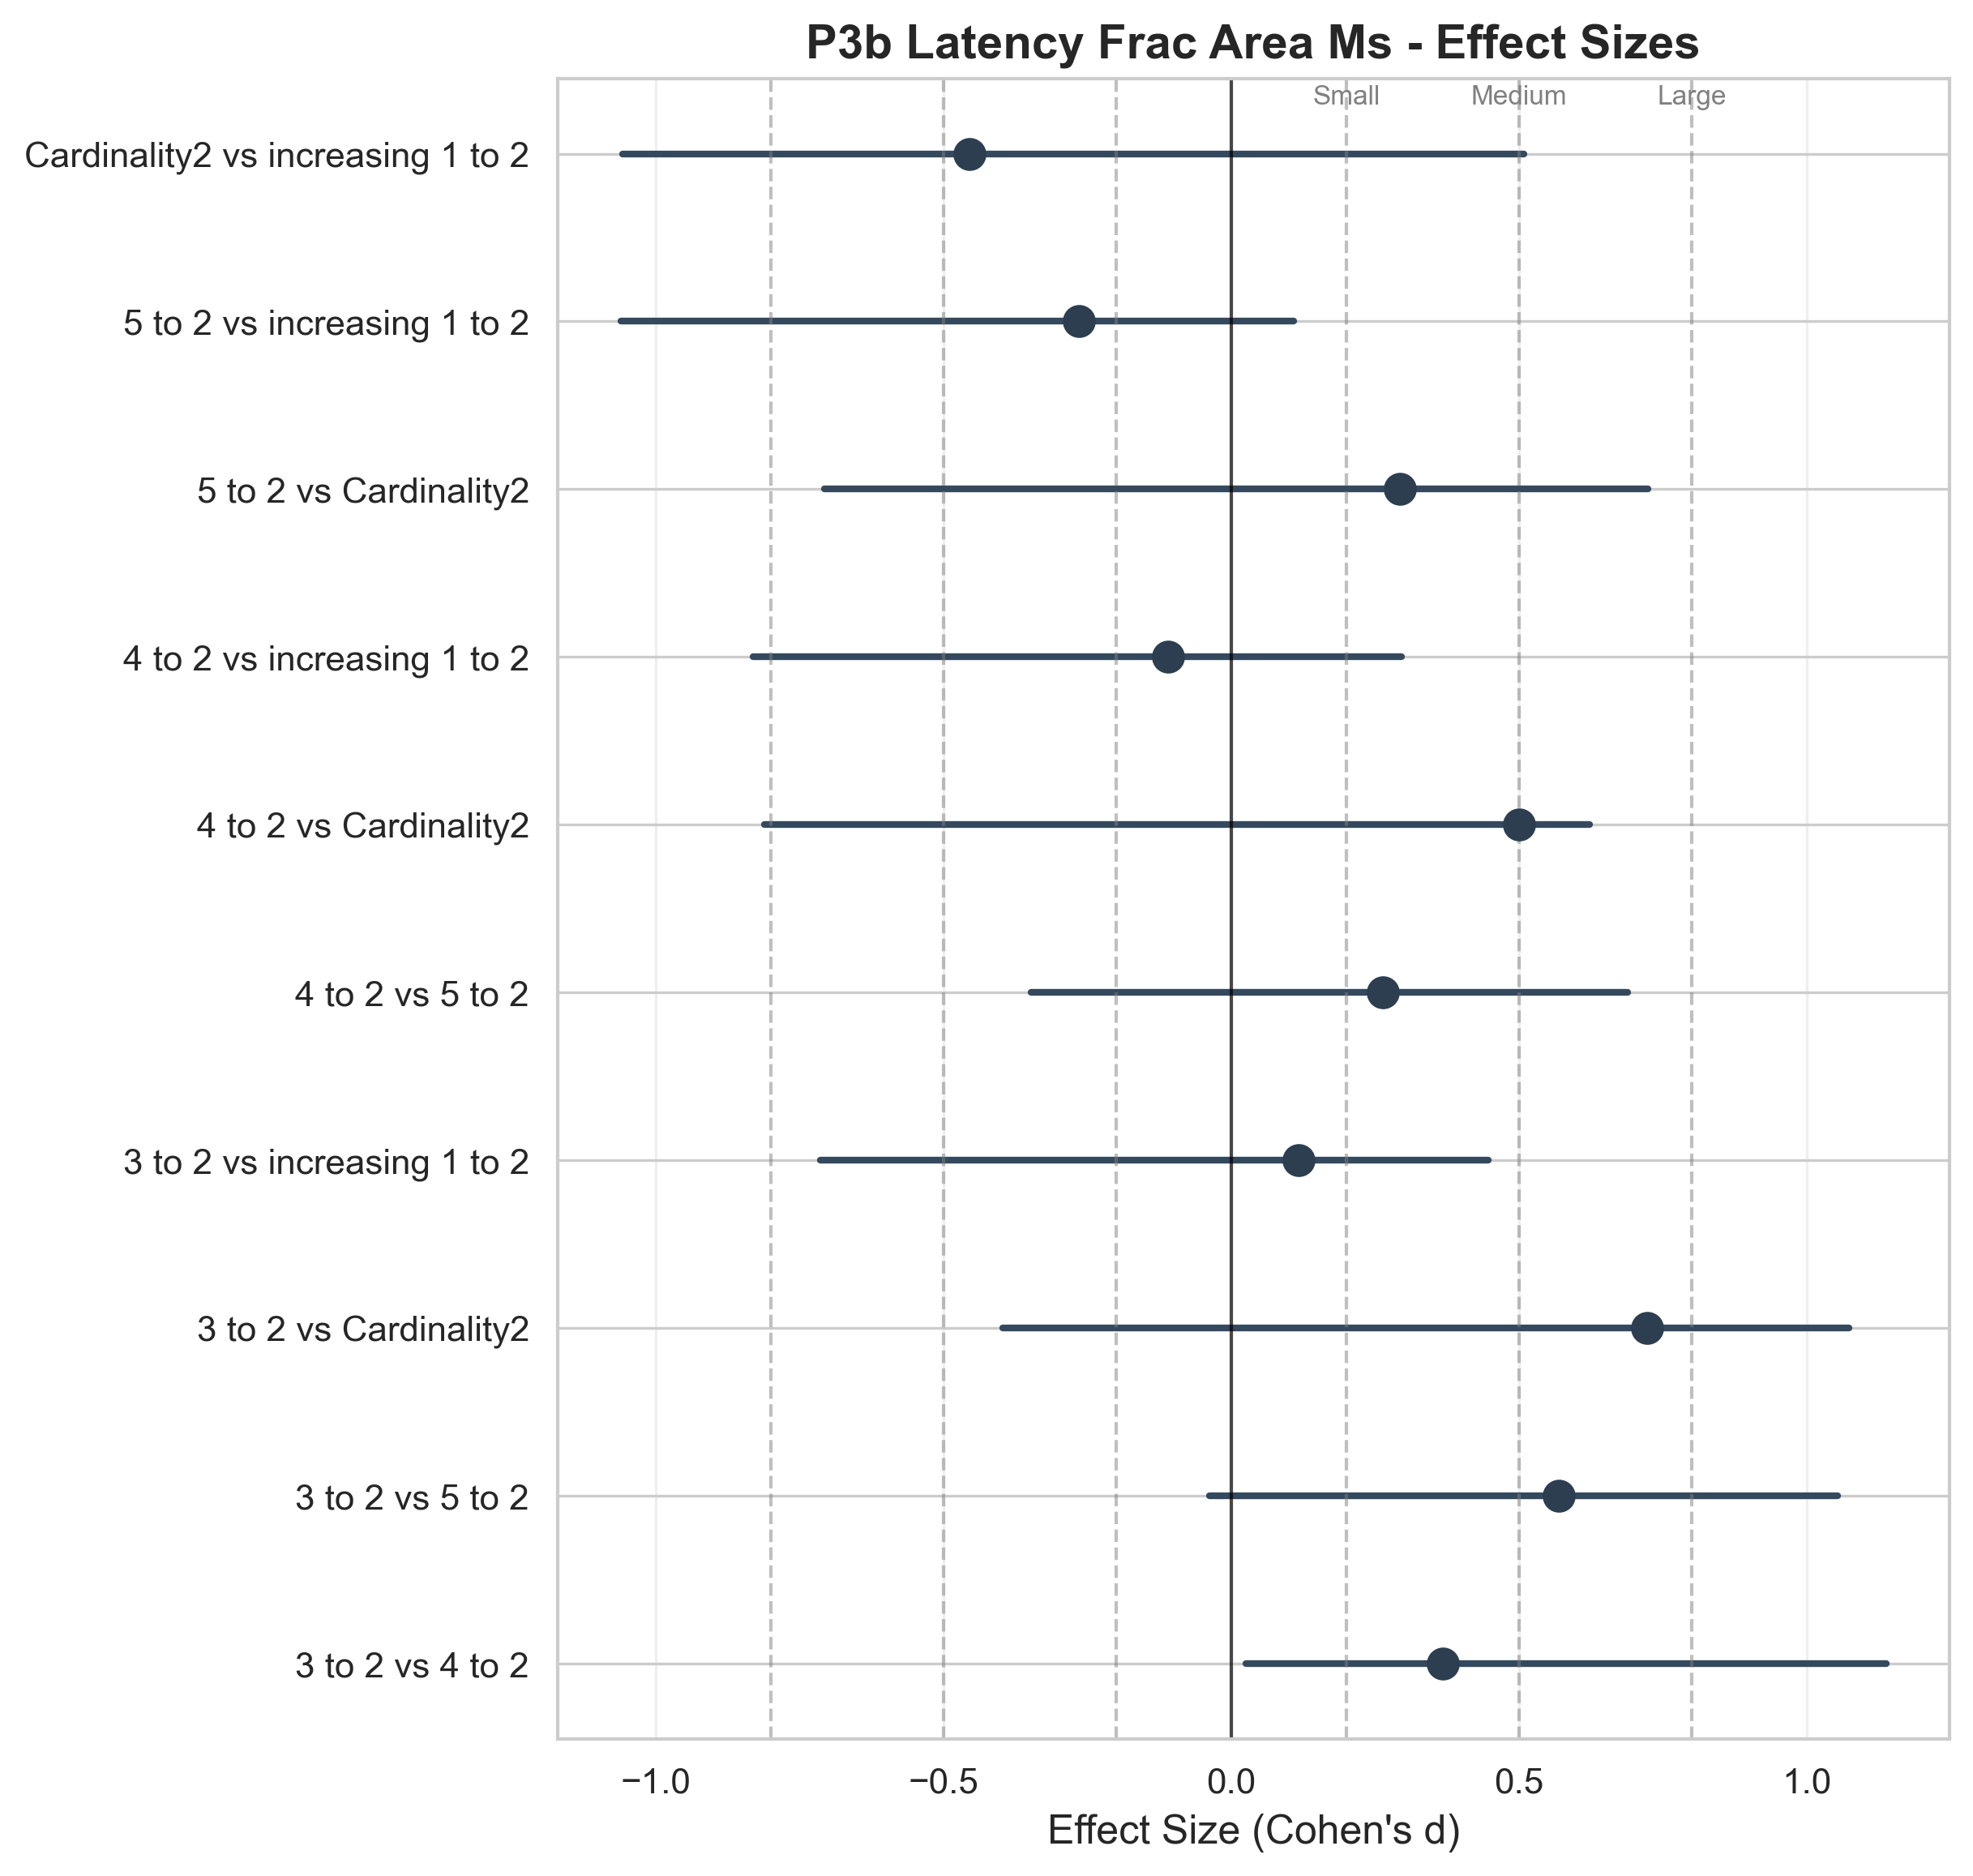 P3b Latency Frac Area Ms - Effect Sizes
Small Medium Large
Cardinality2 vs increasing 1 to 2
5 to 2 vs increasing 1 to 2
5 to 2 vs Cardinality2
4 to 2 vs increasing 1 to 2
4 to 2 vs Cardinality2
4 to 2 vs 5 to 2
3 to 2 vs increasing 1 to 2
3 to 2 vs Cardinality2
3 to 2 vs 5 to 2
3 to 2 vs 4 to 2
−1.0 −0.5 0.0 0.5 1.0
Effect Size (Cohen's d)